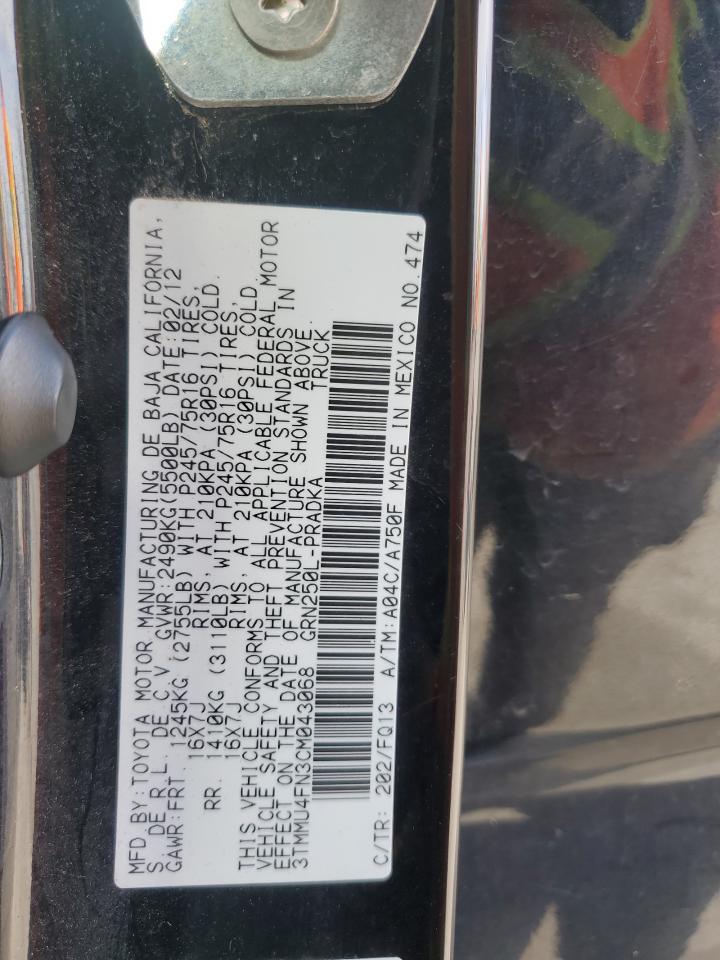 MFD.BY:TOYOTA MOTOR MANUFACTURING DE BAJA CALIFORNIA,
S.DE R.L. DE C.V. GVWR:2490KG(5500LB) DATE:02/12
GAWR:FRT. 1245KG (2755LB) WITH P245/75R16 TIRES,
16X7J RIMS, AT 210KPA (30PSI) COLD.
RR. 1410KG (3110LB) WITH P245/75R16 TIRES,
16X7J RIMS, AT 210KPA (30PSI) COLD.
THIS VEHICLE CONFORMS TO ALL APPLICABLE FEDERAL MOTOR
VEHICLE SAFETY AND THEFT PREVENTION STANDARDS IN
EFFECT ON THE DATE OF MANUFACTURE SHOWN ABOVE.
3TMMU4FN3CM043068 GRN250L-PRADKA TRUCK
C/TR: 202/FQ13 A/TM:A04C/A750F MADE IN MEXICO NO.474